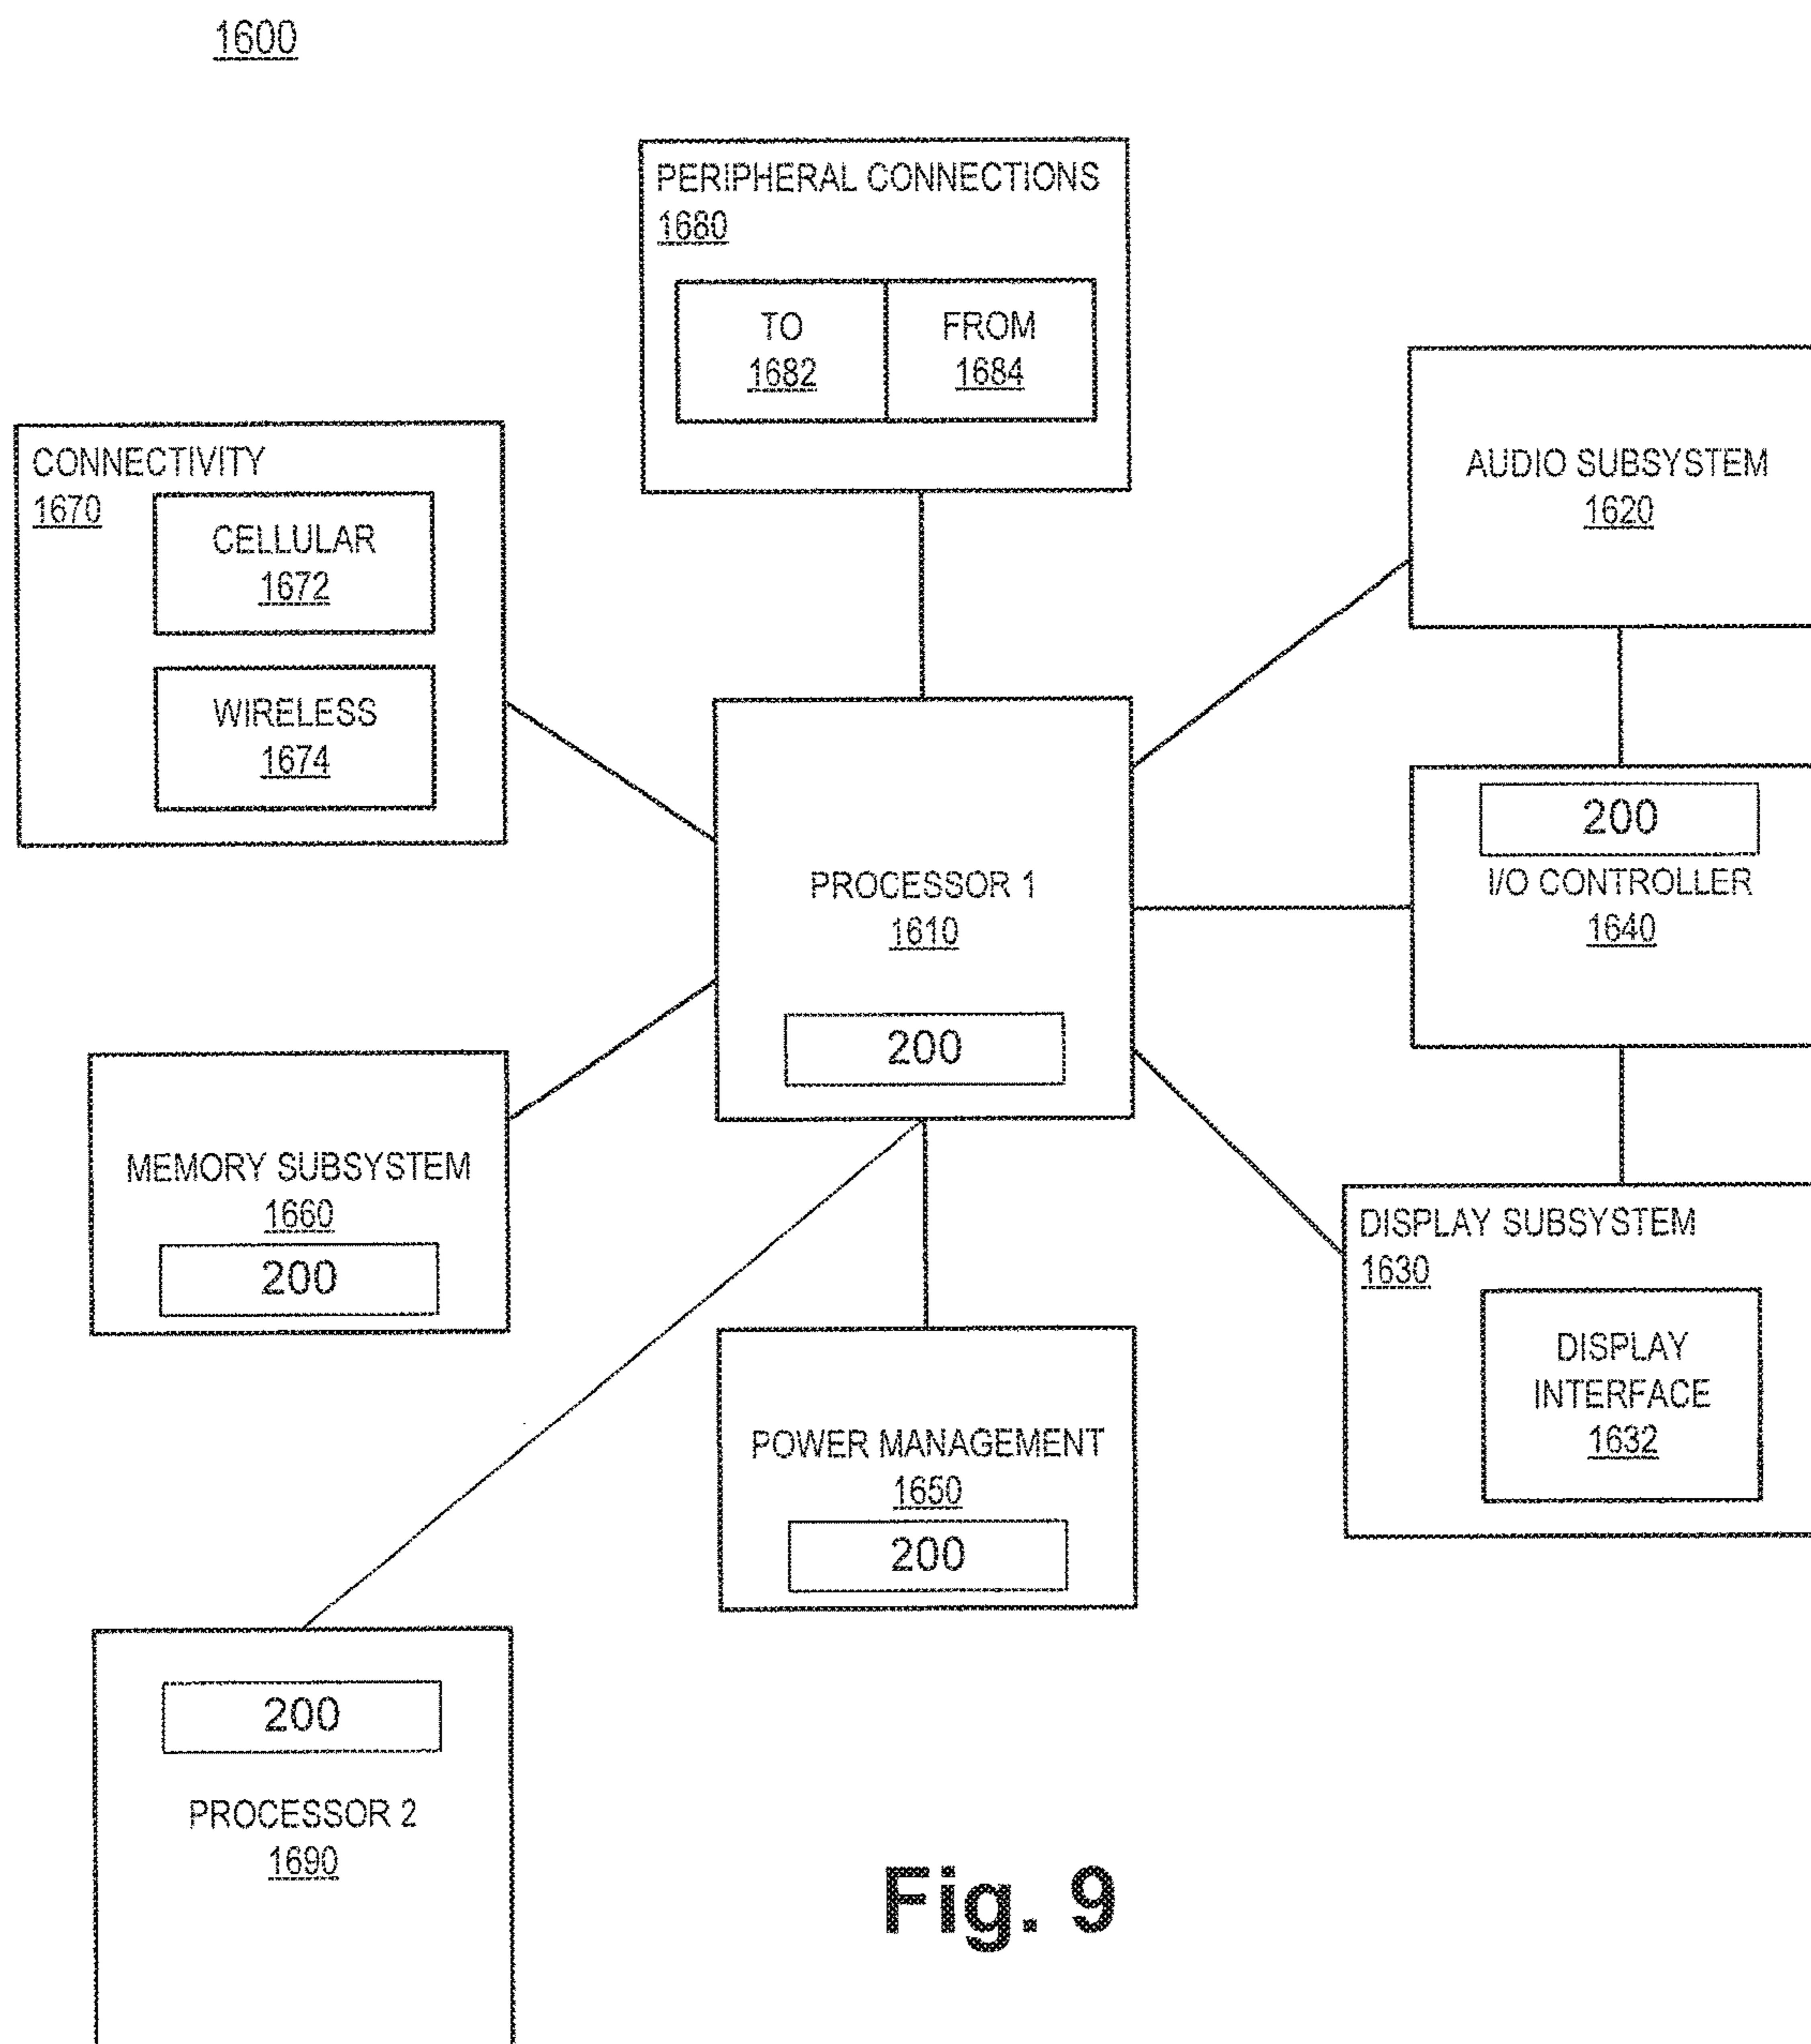 1600
PERIPHERAL CONNECTIONS
1680
TO
1682
FROM
1684
CONNECTIVITY
1670
CELLULAR
1672
WIRELESS
1674
AUDIO SUBSYSTEM
1620
PROCESSOR 1
1610
200
200
I/O CONTROLLER
1640
MEMORY SUBSYSTEM
1660
200
DISPLAY SUBSYSTEM
1630
DISPLAY
INTERFACE
1632
POWER MANAGEMENT
1650
200
200
PROCESSOR 2
1690
Fig. 9